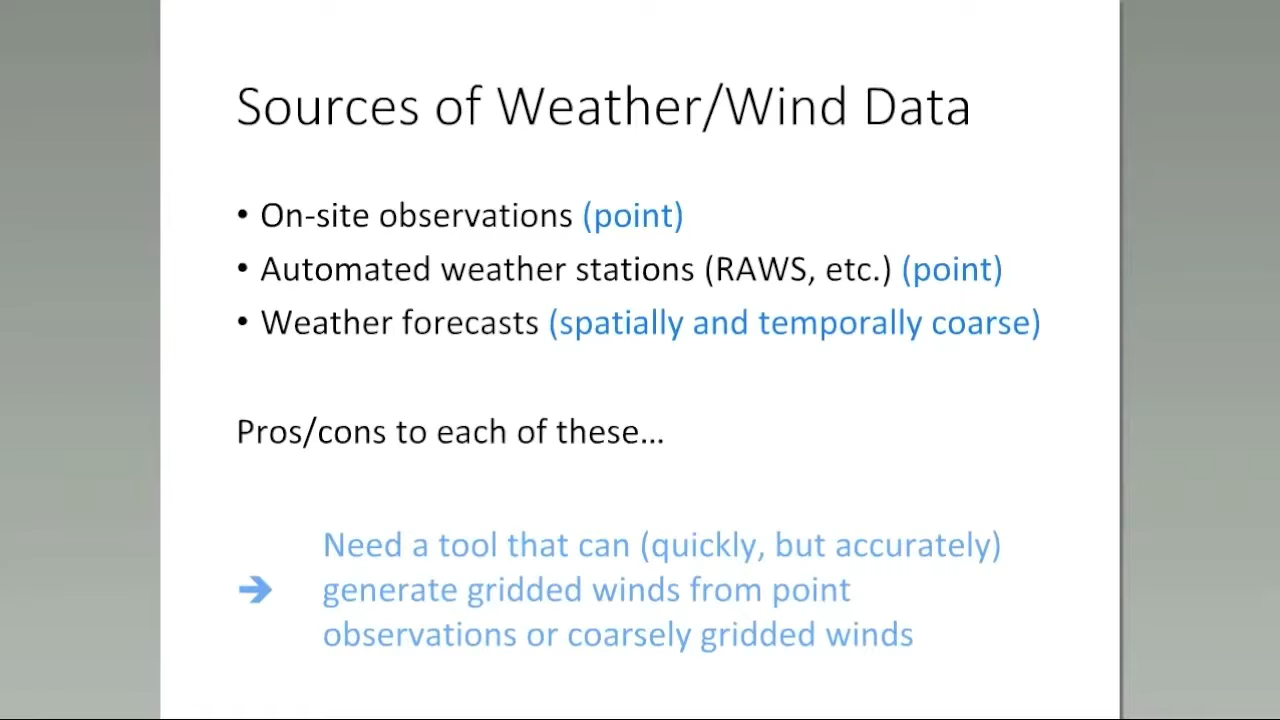 Sources of Weather/Wind Data
• On-site observations (point)
• Automated weather stations (RAWS, etc.) (point)
• Weather forecasts (spatially and temporally coarse)
Pros/cons to each of these…
Need a tool that can (quickly, but accurately)
➔ generate gridded winds from point
observations or coarsely gridded winds